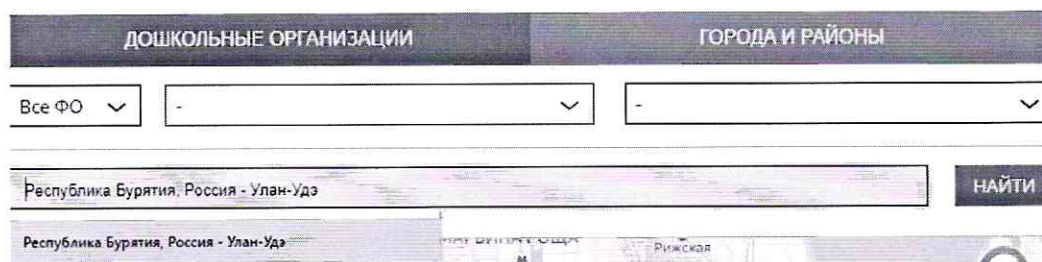 ДОШКОЛЬНЫЕ ОРГАНИЗАЦИИ ГОРОДА И РАЙОНЫ
Все ФО - -
Республика Бурятия, Россия - Улан-Удэ НАЙТИ
Республика Бурятия, Россия - Улан-Удэ
Рижская